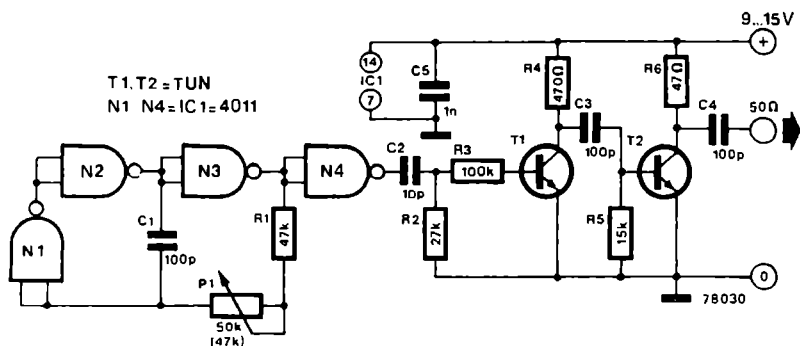 9...15V
T1, T2 = TUN
N1 N4 = IC1 = 4011
14
IC1
7
C5
1n
+
R4
470Ω
R6
47Ω
C3
100p
C4
100p
50Ω
N2
N3
N4
C2
10p
R3
100k
T1
T2
N1
C1
100p
R1
47k
R2
27k
R5
15k
P1
50k
(47k)
0
78030